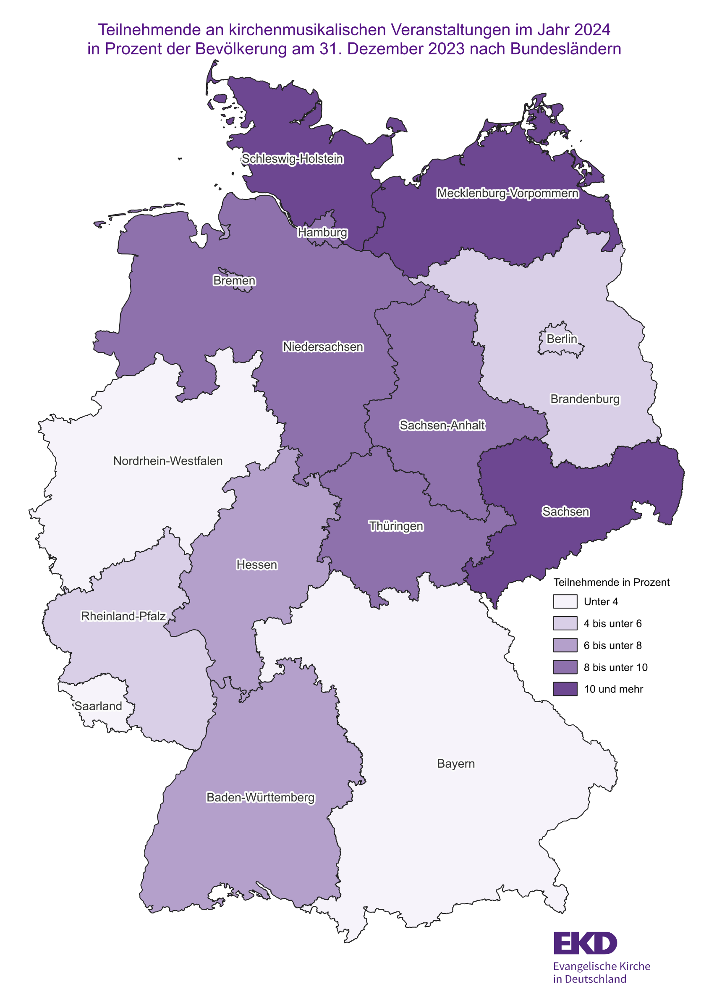 Teilnehmende an kirchenmusikalischen Veranstaltungen im Jahr 2024
in Prozent der Bevölkerung am 31. Dezember 2023 nach Bundesländern
Schleswig-Holstein
Mecklenburg-Vorpommern
Hamburg
Bremen
Berlin
Niedersachsen
Brandenburg
Sachsen-Anhalt
Nordrhein-Westfalen
Sachsen
Thüringen
Hessen
Rheinland-Pfalz
Saarland
Bayern
Baden-Württemberg
Teilnehmende in Prozent
Unter 4
4 bis unter 6
6 bis unter 8
8 bis unter 10
10 und mehr
EKD
Evangelische Kirche
in Deutschland